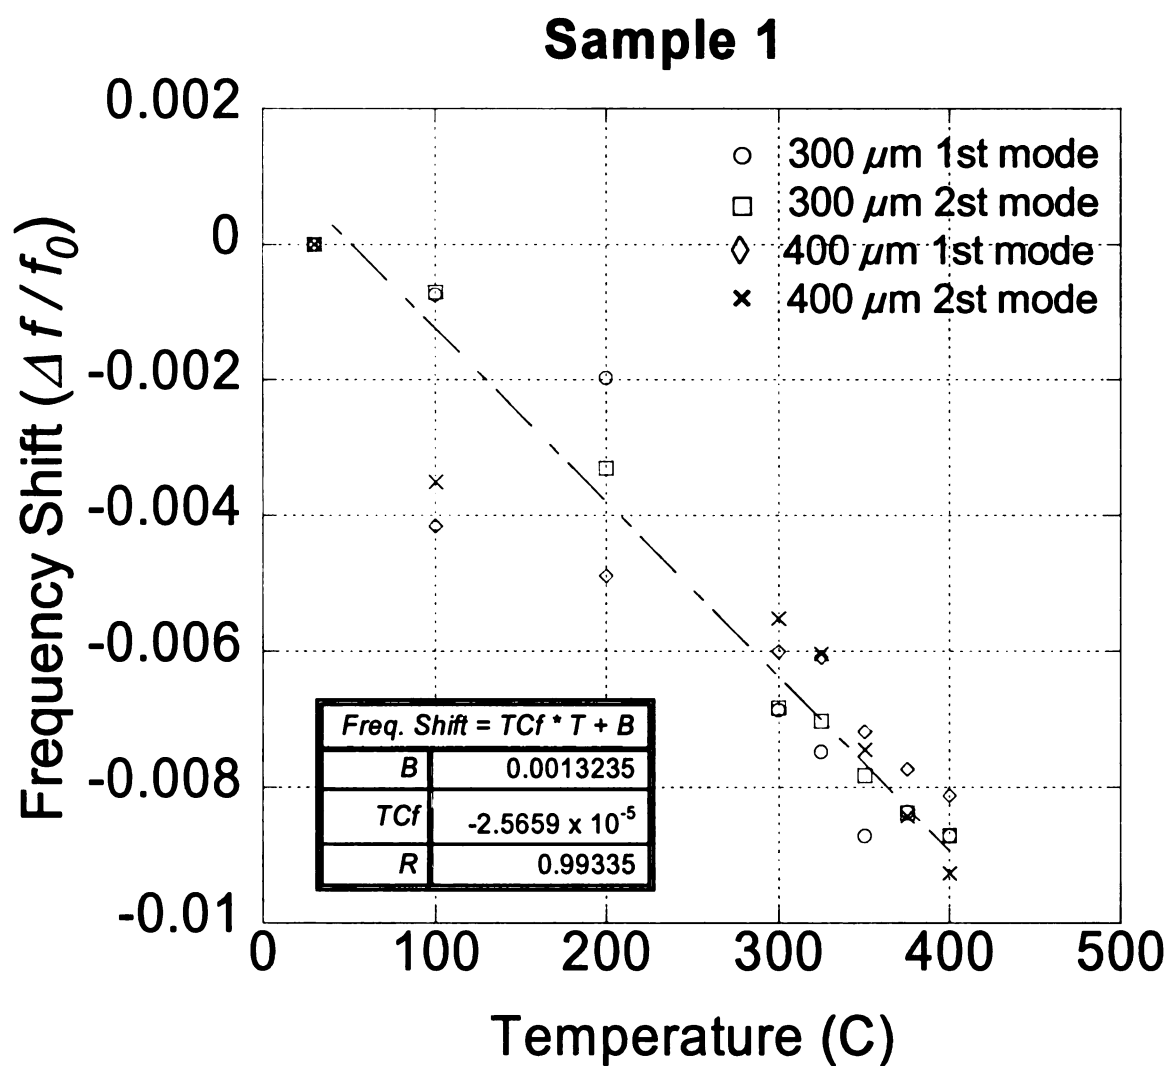 Sample 1
0.002
0
-0.002
-0.004
-0.006
-0.008
-0.01
Frequency Shift (Δ f / f₀)
300 µm 1st mode
300 µm 2st mode
400 µm 1st mode
400 µm 2st mode
Freq. Shift = TCf * T + B
B 0.0013235
TCf -2.5659 x 10⁻⁵
R 0.99335
0 100 200 300 400 500
Temperature (C)